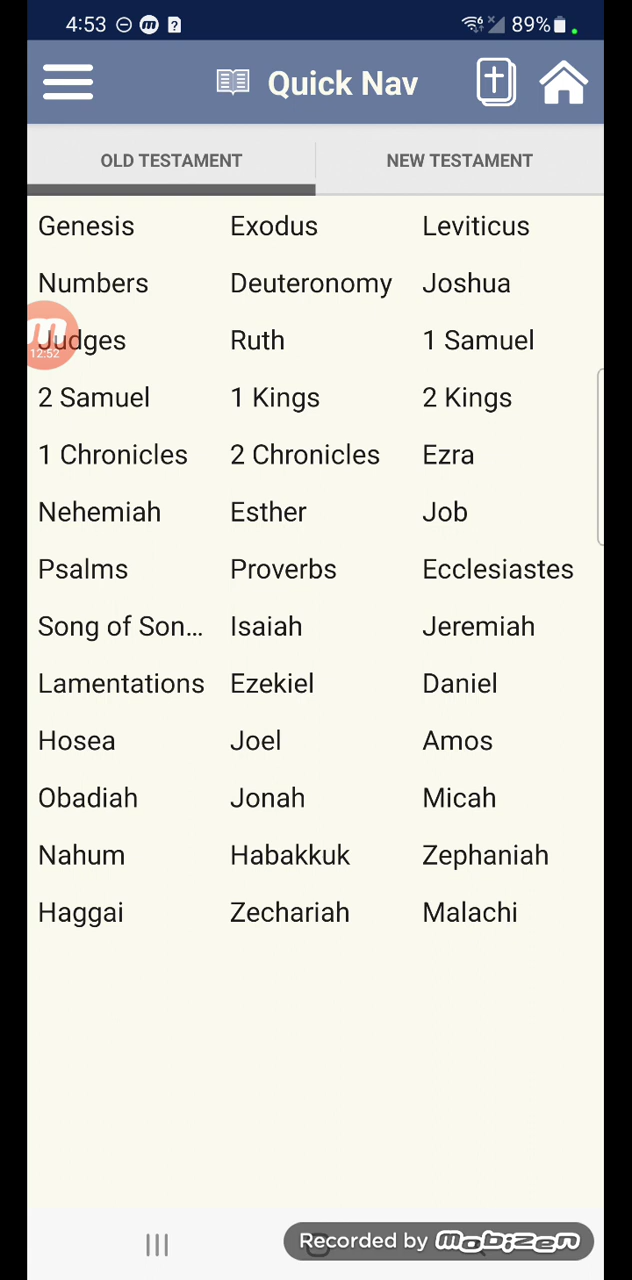 4:53 m ? 6 89%
Quick Nav
OLD TESTAMENT NEW TESTAMENT
Genesis Exodus Leviticus
Numbers Deuteronomy Joshua
Judges Ruth 1 Samuel
12:52
2 Samuel 1 Kings 2 Kings
1 Chronicles 2 Chronicles Ezra
Nehemiah Esther Job
Psalms Proverbs Ecclesiastes
Song of Son... Isaiah Jeremiah
Lamentations Ezekiel Daniel
Hosea Joel Amos
Obadiah Jonah Micah
Nahum Habakkuk Zephaniah
Haggai Zechariah Malachi
Recorded by mobizen